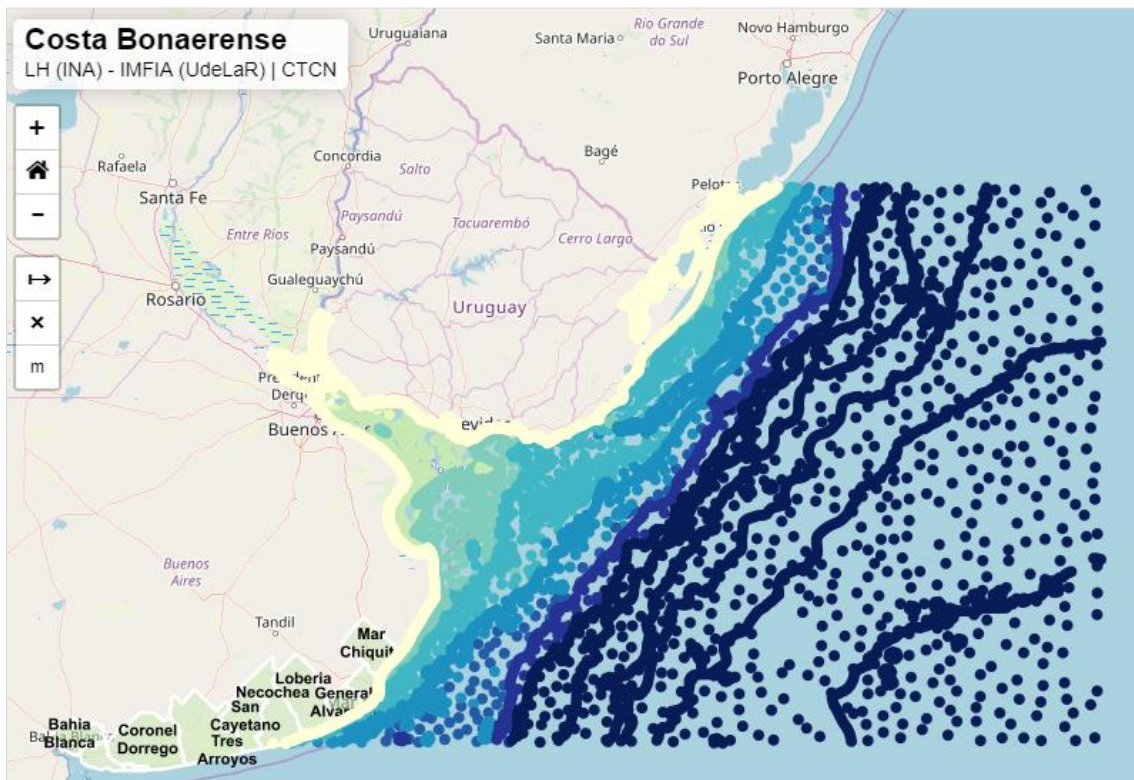 Costa Bonaerense
LH (INA) - IMFIA (UdeLaR) | CTCN
Uruguaiana
Santa Maria
Rio Grande
do Sul
Novo Hamburgo
Porto Alegre
+
−
m
Rafaela
Santa Fe
Concordia
Salto
Bagé
Paysandú
Tacuarembó
Entre Rios
Paysandú
Cerro Largo
Gualeguaychú
Rosario
Uruguay
Buenos
Buenos
Aires
Tandil
Mar
Chiquit
Loberia
Necochea
General
Alvar
San
Cayetano
Tres
Arroyos
Coronel
Dorrego
Bahia
Blanca